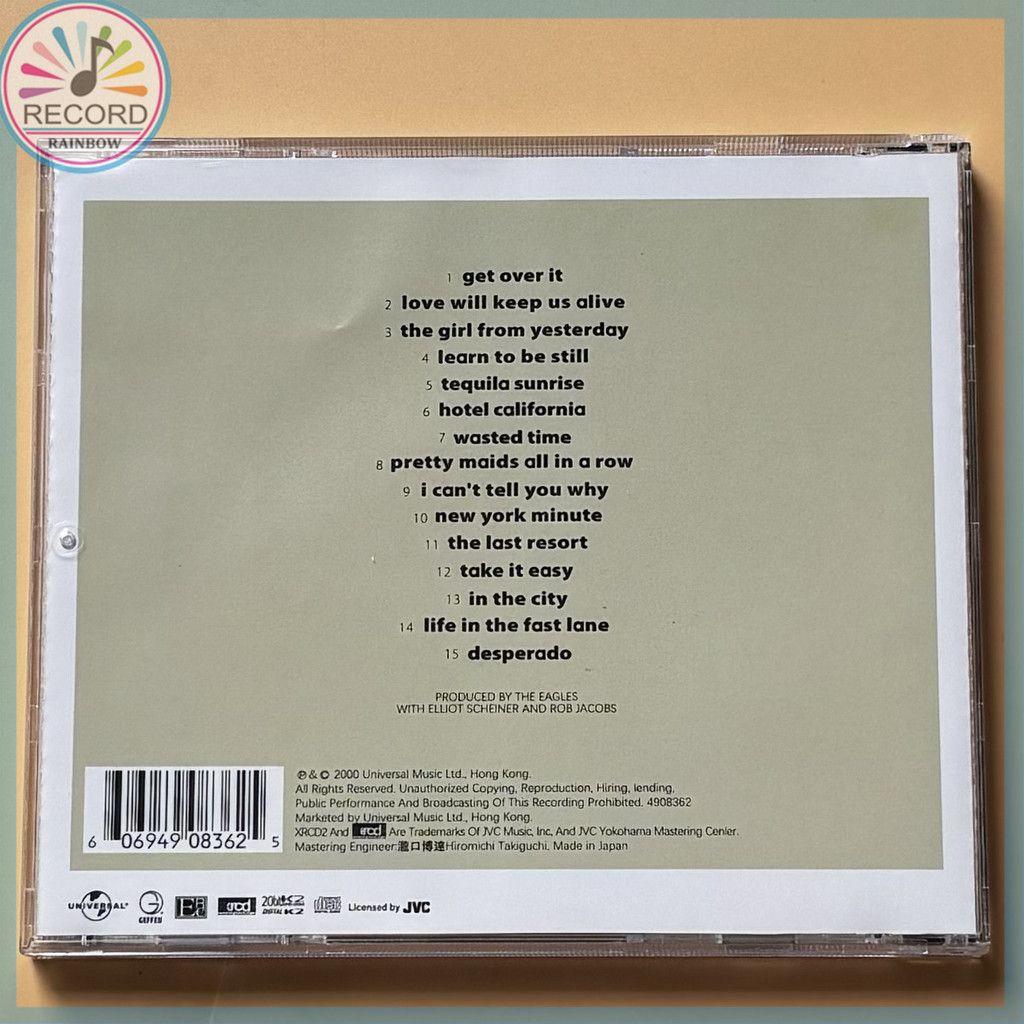 RECORD
RAINBOW
1 get over it
2 love will keep us alive
3 the girl from yesterday
4 learn to be still
5 tequila sunrise
6 hotel california
7 wasted time
8 pretty maids all in a row
9 i can't tell you why
10 new york minute
11 the last resort
12 take it easy
13 in the city
14 life in the fast lane
15 desperado
PRODUCED BY THE EAGLES
WITH ELLIOT SCHEINER AND ROB JACOBS
℗ & © 2000 Universal Music Ltd., Hong Kong.
All Rights Reserved. Unauthorized Copying, Reproduction, Hiring, lending,
Public Performance And Broadcasting Of This Recording Prohibited. 4908362
Marketed by Universal Music Ltd., Hong Kong.
XRCD2 And xrcd Are Trademarks Of JVC Music, Inc, And JVC Yokohama Mastering Center.
Mastering Engineer:瀧口博達Hiromichi Takiguchi, Made in Japan
6 06949 08362 5
UNIVERSAL GEFFEN xrcd 20bit K2 DIGITAL K2 disc Licensed by JVC